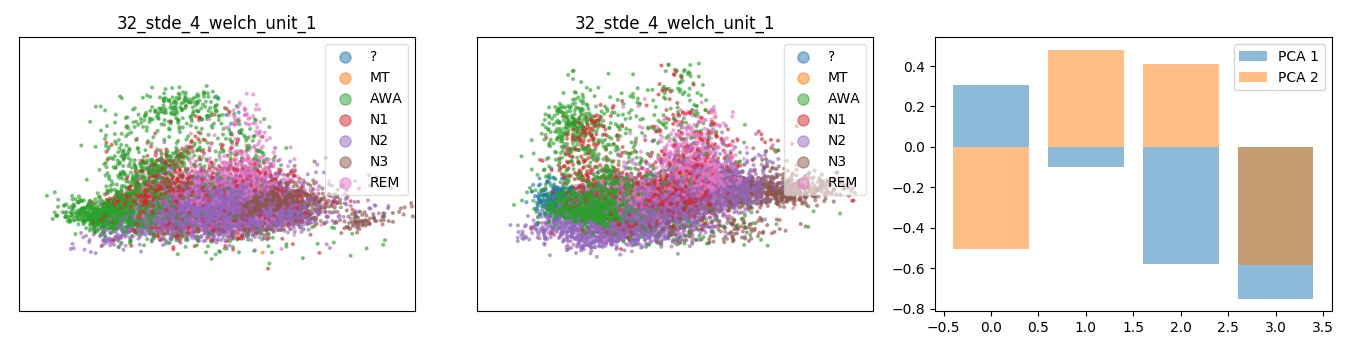 32_stde_4_welch_unit_1
?
MT
AWA
N1
N2
N3
REM
32_stde_4_welch_unit_1
?
MT
AWA
N1
N2
N3
REM
PCA 1
PCA 2
0.4
0.2
0.0
−0.2
−0.4
−0.6
−0.8
−0.5 0.0 0.5 1.0 1.5 2.0 2.5 3.0 3.5